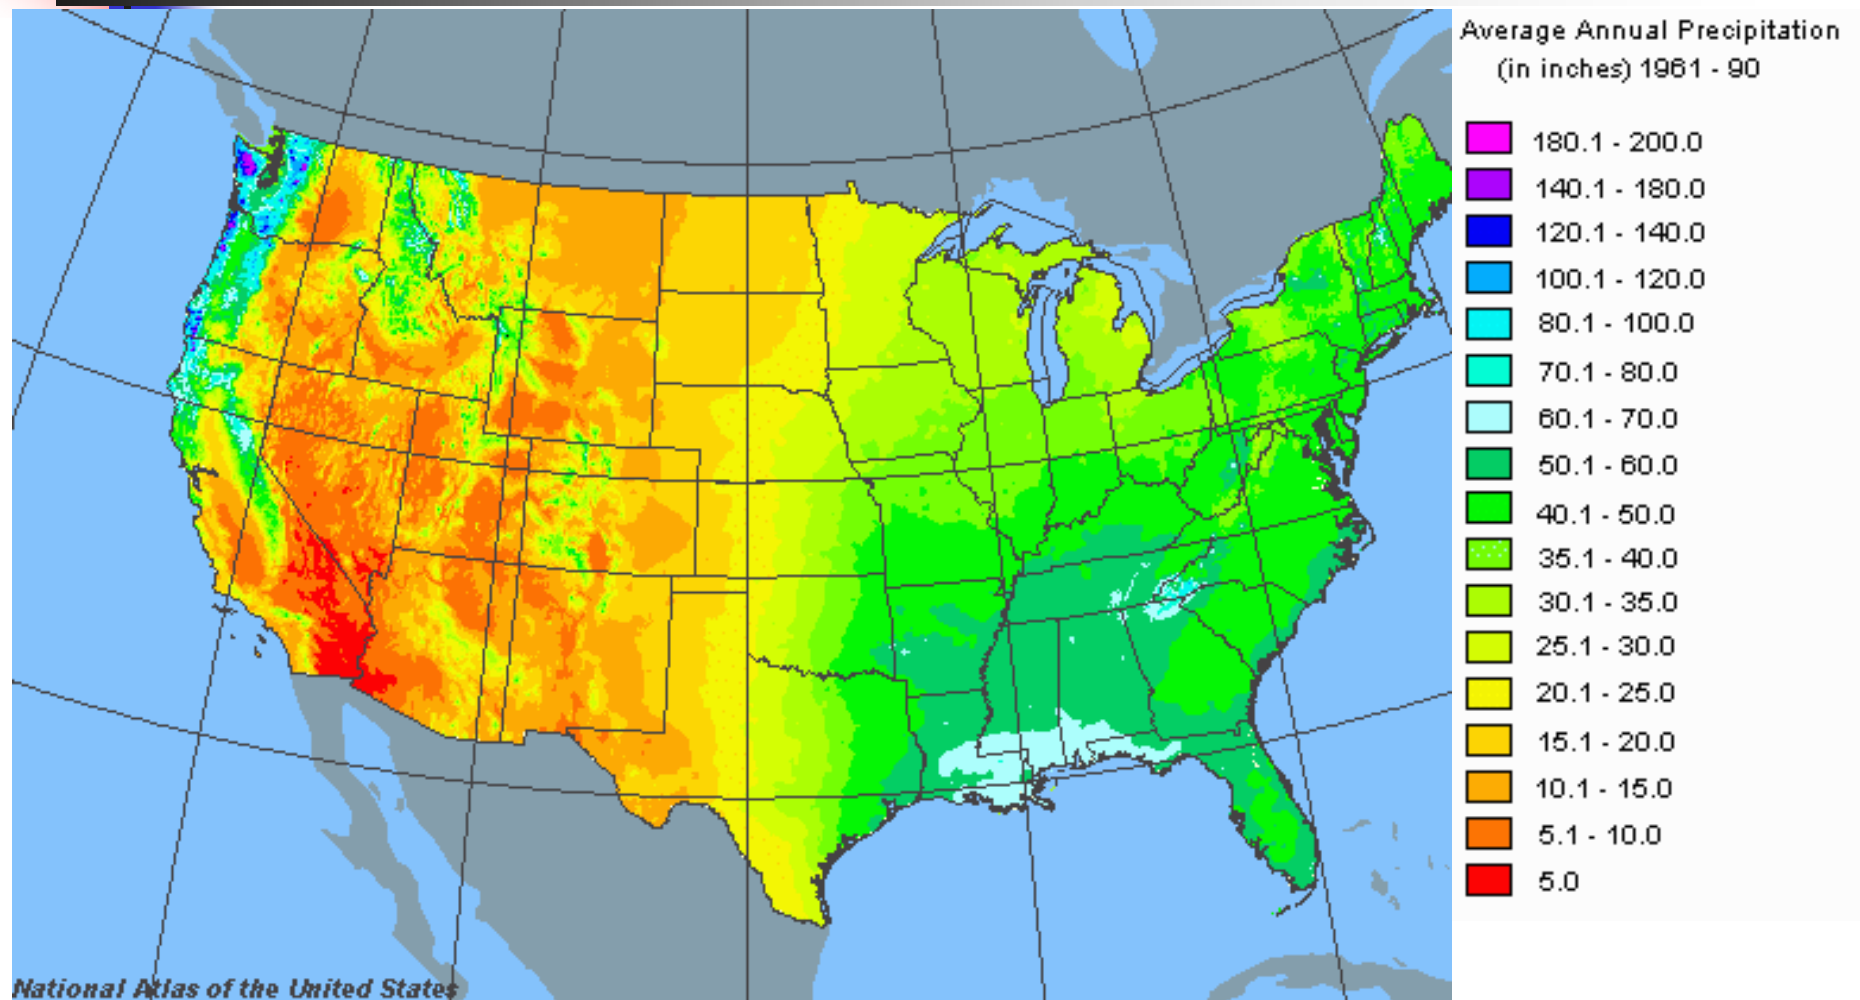 Average Annual Precipitation
(in inches) 1961 - 90
180.1 - 200.0
140.1 - 180.0
120.1 - 140.0
100.1 - 120.0
80.1 - 100.0
70.1 - 80.0
60.1 - 70.0
50.1 - 60.0
40.1 - 50.0
35.1 - 40.0
30.1 - 35.0
25.1 - 30.0
20.1 - 25.0
15.1 - 20.0
10.1 - 15.0
5.1 - 10.0
5.0
National Atlas of the United States